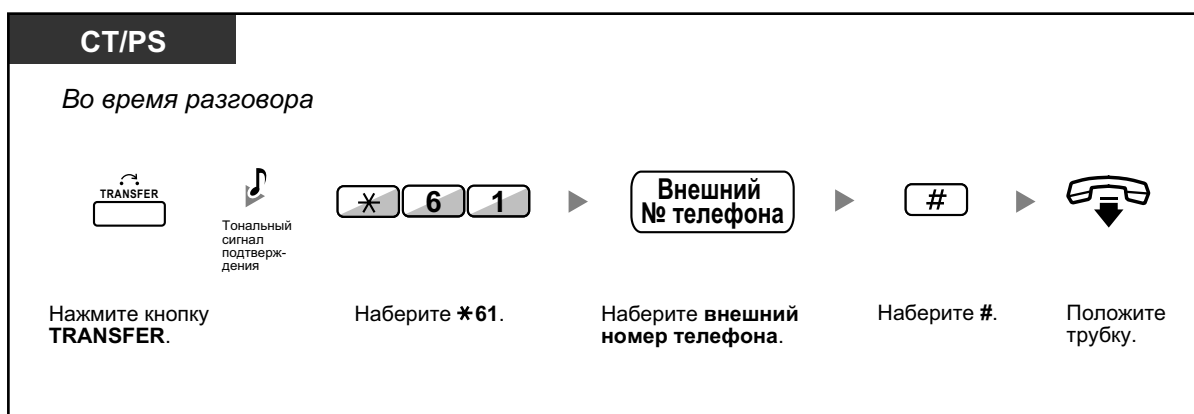 CT/PS
Во время разговора
TRANSFER
Тональный
сигнал
подтверж-
дения
* 6 1
Внешний
№ телефона
#
Нажмите кнопку
TRANSFER.
Наберите *61.
Наберите внешний
номер телефона.
Наберите #.
Положите
трубку.